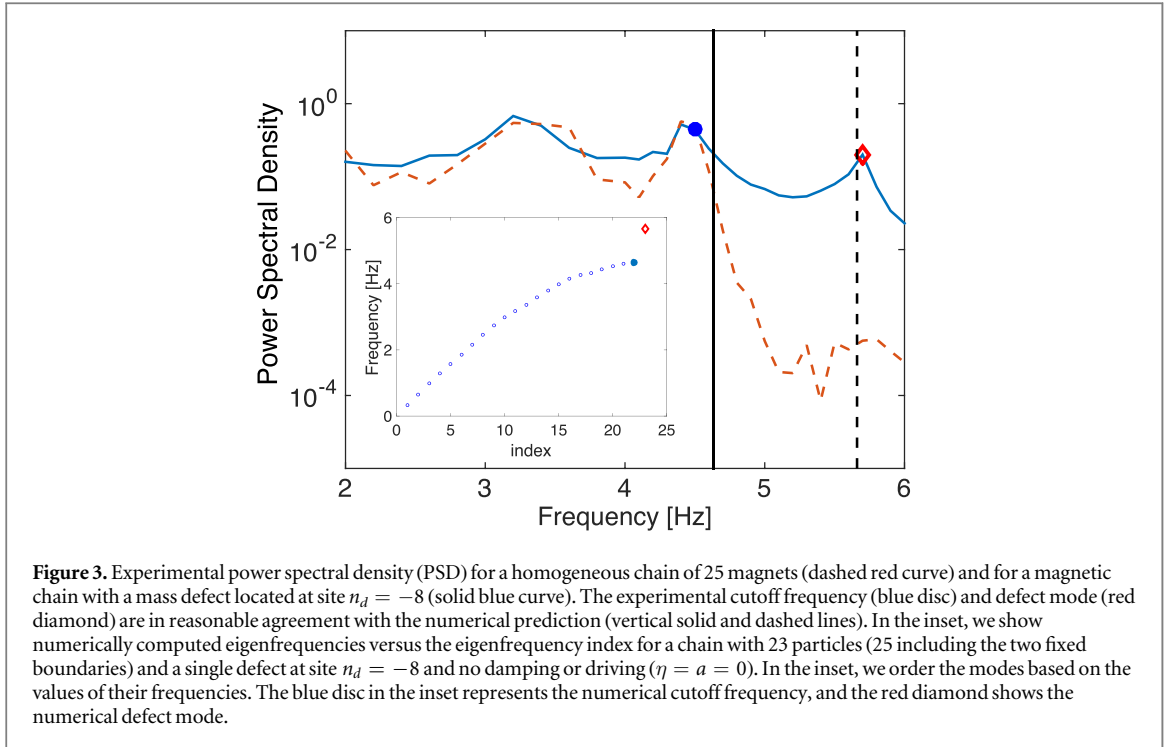 Power Spectral Density
10^0
10^-2
10^-4
Frequency [Hz]
6
4
2
0
0 5 10 15 20 25
index
2 3 4 5 6
Frequency [Hz]
Figure 3. Experimental power spectral density (PSD) for a homogeneous chain of 25 magnets (dashed red curve) and for a magnetic
chain with a mass defect located at site n_d = −8 (solid blue curve). The experimental cutoff frequency (blue disc) and defect mode (red
diamond) are in reasonable agreement with the numerical prediction (vertical solid and dashed lines). In the inset, we show
numerically computed eigenfrequencies versus the eigenfrequency index for a chain with 23 particles (25 including the two fixed
boundaries) and a single defect at site n_d = −8 and no damping or driving (η = a = 0). In the inset, we order the modes based on the
values of their frequencies. The blue disc in the inset represents the numerical cutoff frequency, and the red diamond shows the
numerical defect mode.